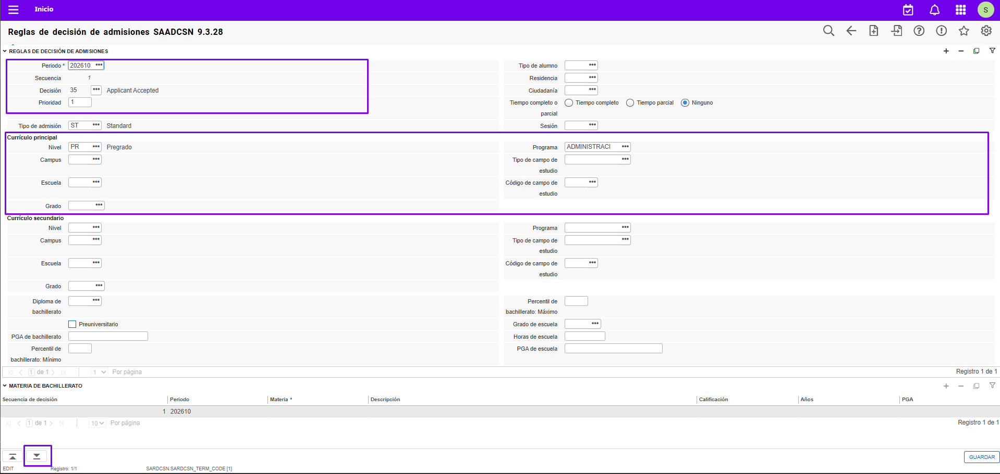 Inicio
S
Reglas de decisión de admisiones SAADCSN 9.3.28
REGLAS DE DECISIÓN DE ADMISIONES
Periodo * 202610 •••
Tipo de alumno •••
Secuencia 1
Residencia •••
Decisión 35 ••• Applicant Accepted
Ciudadanía •••
Prioridad 1
Tiempo completo o parcial Tiempo completo Tiempo parcial Ninguno
Tipo de admisión ST ••• Standard
Sesión •••
Currículo principal
Nivel PR ••• Pregrado
Programa ADMINISTRACI •••
Campus •••
Tipo de campo de estudio •••
Escuela •••
Código de campo de estudio •••
Grado •••
Currículo secundario
Nivel •••
Programa •••
Campus •••
Tipo de campo de estudio •••
Escuela •••
Código de campo de estudio •••
Grado •••
Diploma de bachillerato •••
Percentil de bachillerato: Máximo
Preuniversitario
Grado de escuela •••
PGA de bachillerato
Horas de escuela
Percentil de bachillerato: Mínimo
PGA de escuela
1 de 1 1 Por página Registro 1 de 1
MATERIA DE BACHILLERATO
Secuencia de decisión Periodo Materia * Descripción Calificación Años PGA
1 202610
1 de 1 10 Por página Registro 1 de 1
GUARDAR
EDIT Registro: 1/1 SARDCSN.SARDCSN_TERM_CODE [1]